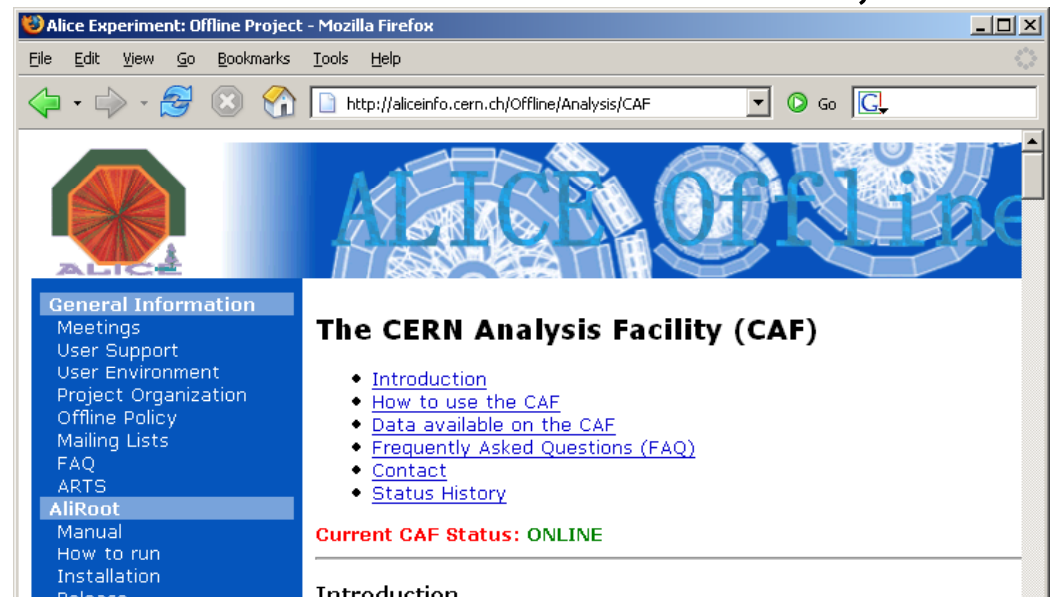 Alice Experiment: Offline Project - Mozilla Firefox
File Edit View Go Bookmarks Tools Help
http://aliceinfo.cern.ch/Offline/Analysis/CAF Go G
ALICE Offline
ALICE
General Information
Meetings
User Support
User Environment
Project Organization
Offline Policy
Mailing Lists
FAQ
ARTS
AliRoot
Manual
How to run
Installation
The CERN Analysis Facility (CAF)
Introduction
How to use the CAF
Data available on the CAF
Frequently Asked Questions (FAQ)
Contact
Status History
Current CAF Status: ONLINE
Introduction